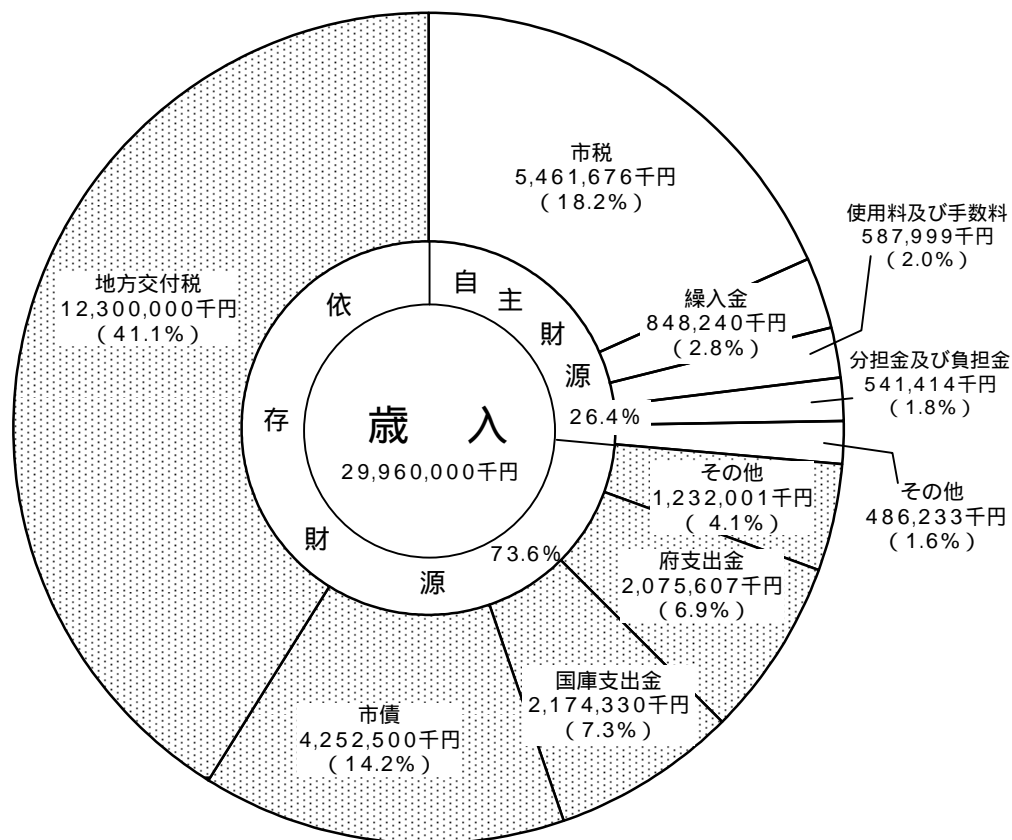 市税
5,461,676千円
(18.2%)
使用料及び手数料
587,999千円
(2.0%)
繰入金
848,240千円
(2.8%)
分担金及び負担金
541,414千円
(1.8%)
その他
486,233千円
(1.6%)
その他
1,232,001千円
( 4.1%)
府支出金
2,075,607千円
(6.9%)
国庫支出金
2,174,330千円
(7.3%)
市債
4,252,500千円
(14.2%)
地方交付税
12,300,000千円
(41.1%)
自主財源
26.4%
依存財源
73.6%
歳 入
29,960,000千円